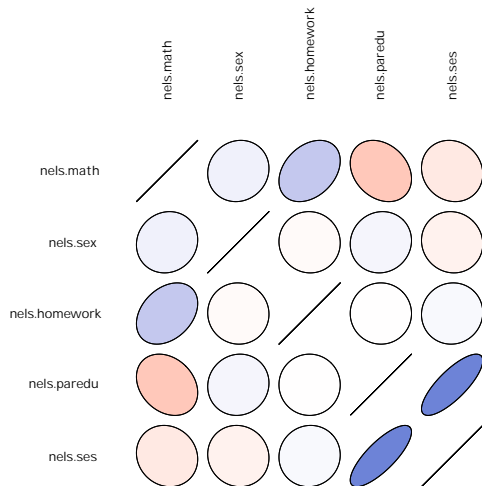 nels.math
nels.sex
nels.homework
nels.paredu
nels.ses
nels.math
nels.sex
nels.homework
nels.paredu
nels.ses